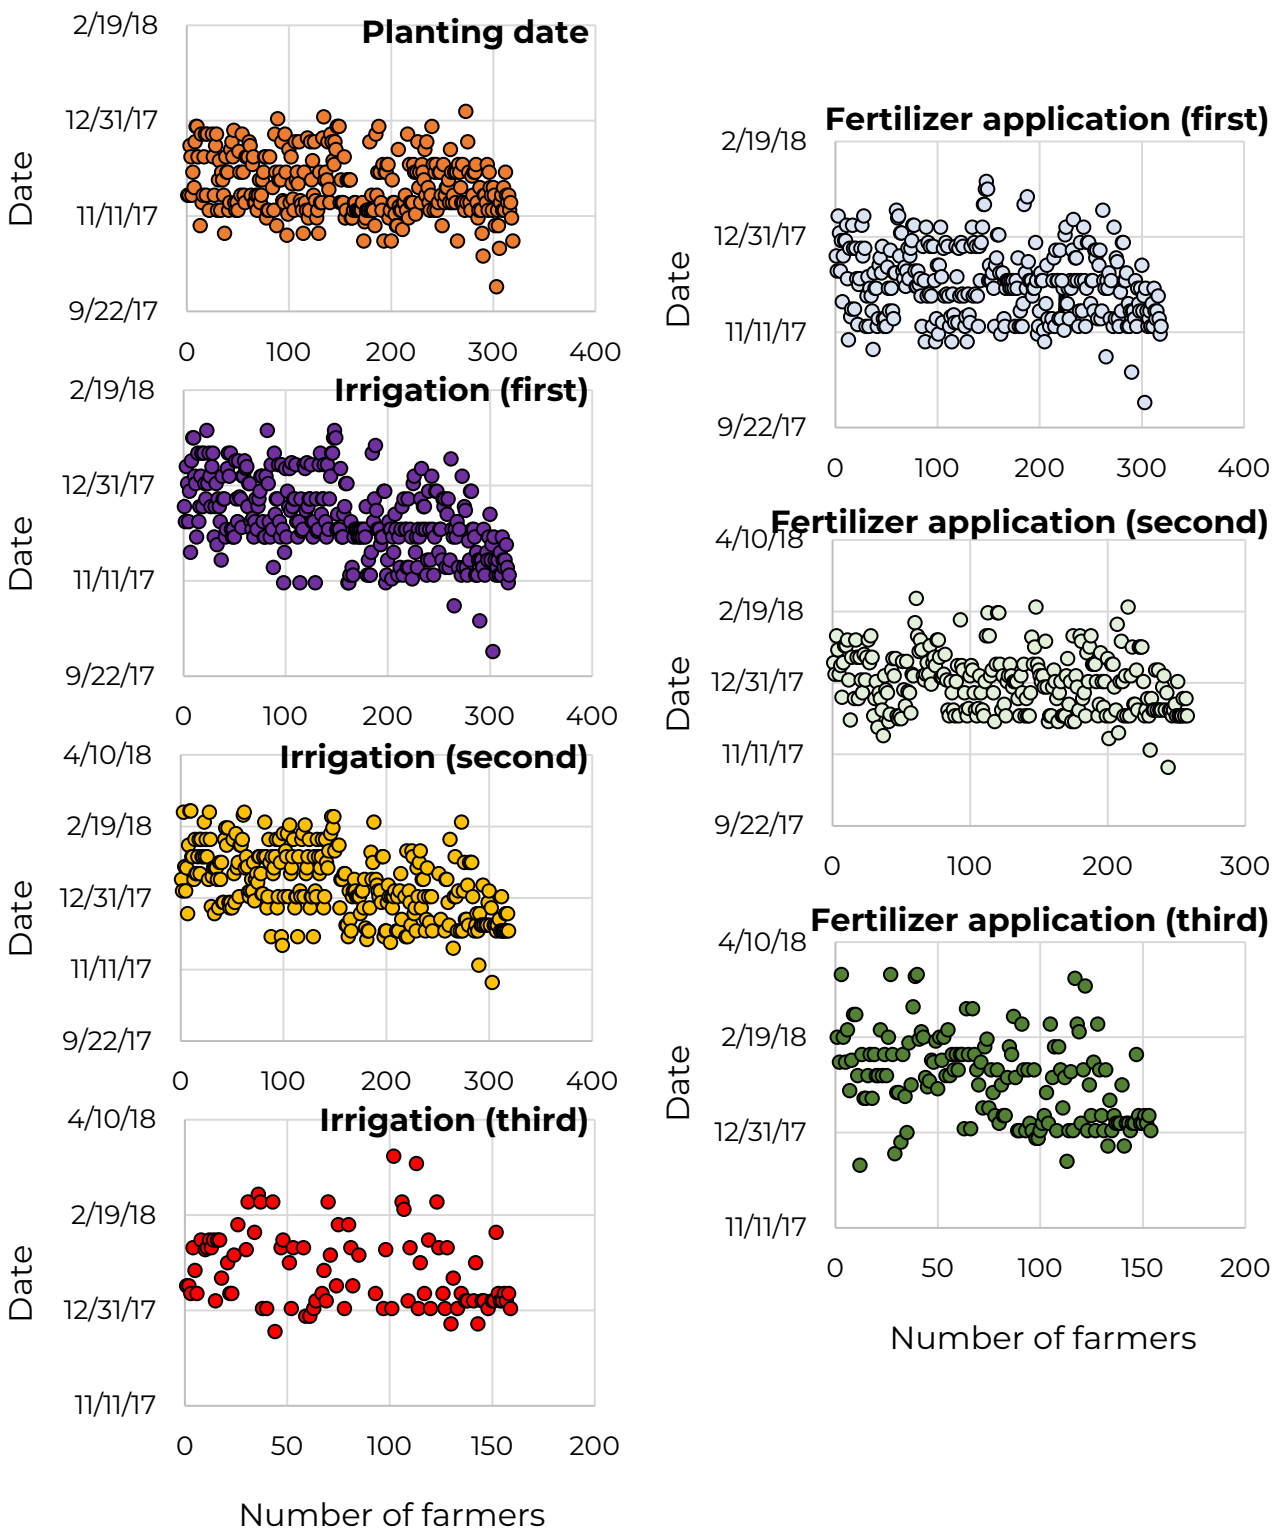 Planting date
2/19/18
12/31/17
11/11/17
9/22/17
Date
0 100 200 300 400
Irrigation (first)
2/19/18
12/31/17
11/11/17
9/22/17
Date
0 100 200 300 400
Irrigation (second)
4/10/18
2/19/18
12/31/17
11/11/17
9/22/17
Date
0 100 200 300 400
Irrigation (third)
4/10/18
2/19/18
12/31/17
11/11/17
Date
0 50 100 150 200
Number of farmers
Fertilizer application (first)
2/19/18
12/31/17
11/11/17
9/22/17
Date
0 100 200 300 400
Fertilizer application (second)
4/10/18
2/19/18
12/31/17
11/11/17
9/22/17
Date
0 100 200 300
Fertilizer application (third)
4/10/18
2/19/18
12/31/17
11/11/17
Date
0 50 100 150 200
Number of farmers